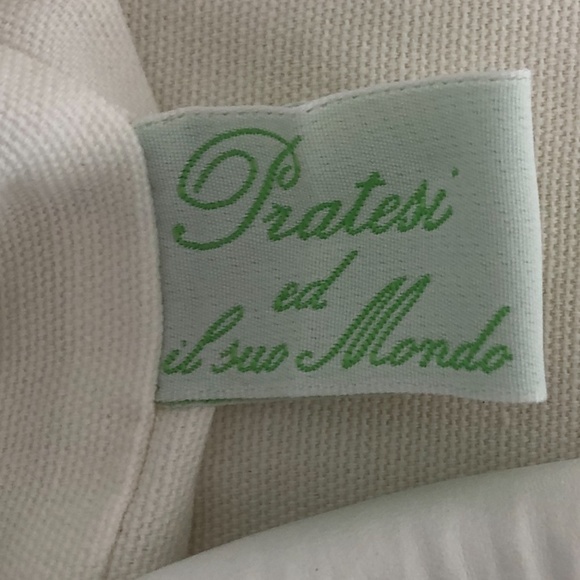 Pratesi
ed
il suo Mondo